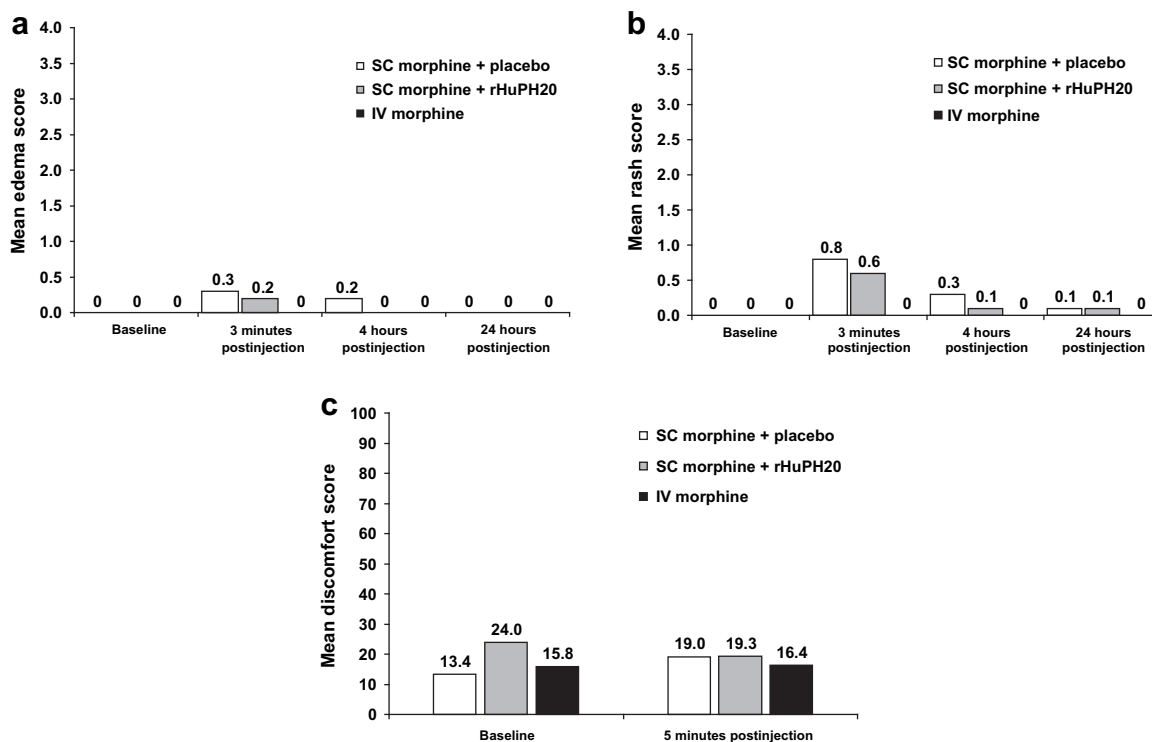 a
4.0
3.5
3.0
2.5
2.0
1.5
1.0
0.5
0.0
Mean edema score
SC morphine + placebo
SC morphine + rHuPH20
IV morphine
0 0 0 0.3 0.2 0 0.2 0 0 0 0 0
Baseline 3 minutes 4 hours 24 hours
postinjection postinjection postinjection
b
4.0
3.5
3.0
2.5
2.0
1.5
1.0
0.5
0.0
Mean rash score
SC morphine + placebo
SC morphine + rHuPH20
IV morphine
0 0 0 0.8 0.6 0 0.3 0.1 0 0.1 0.1 0
Baseline 3 minutes 4 hours 24 hours
postinjection postinjection postinjection
c
100
90
80
70
60
50
40
30
20
10
0
Mean discomfort score
SC morphine + placebo
SC morphine + rHuPH20
IV morphine
13.4 24.0 15.8 19.0 19.3 16.4
Baseline 5 minutes postinjection